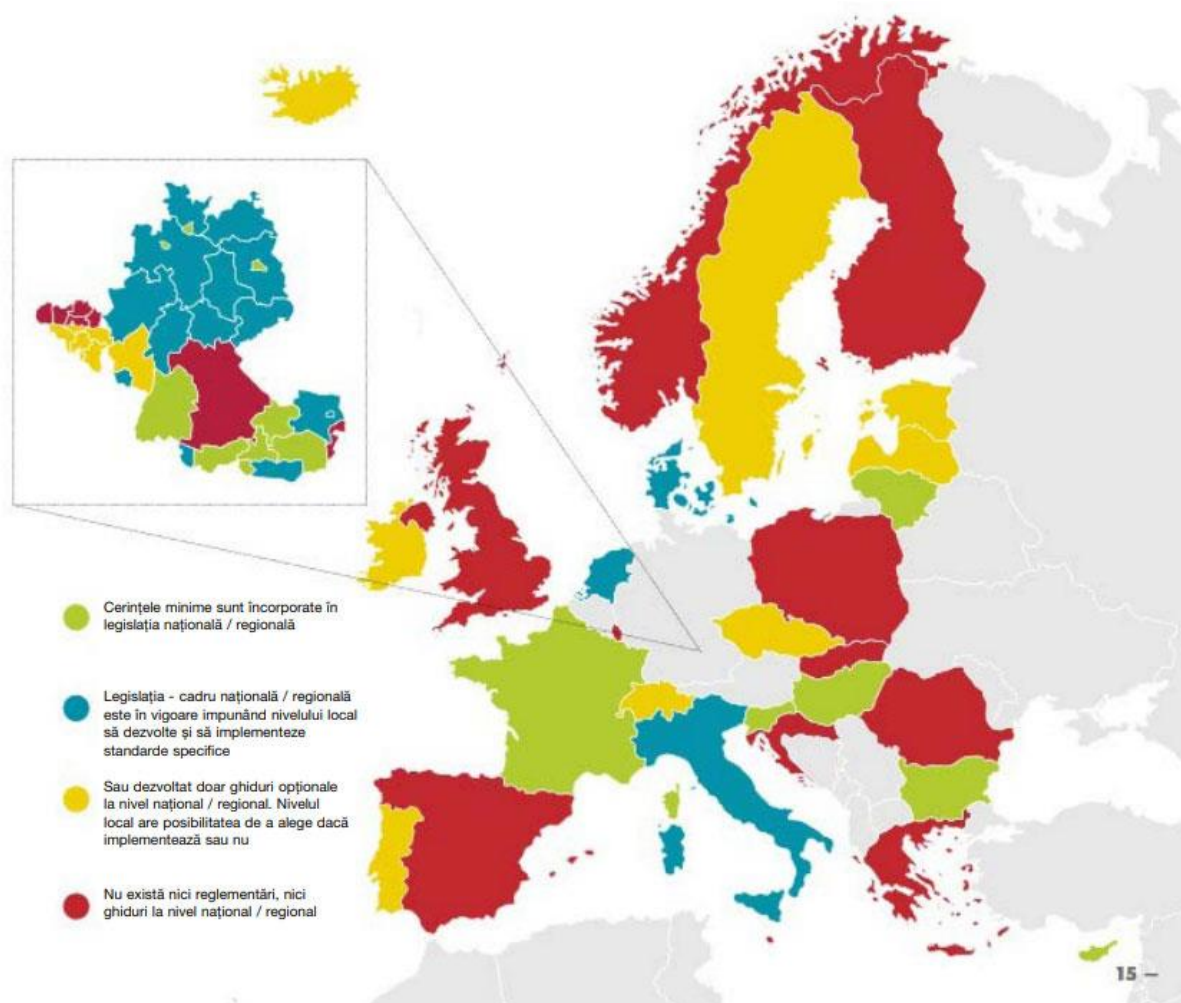 Cerințele minime sunt încorporate în
legislația națională / regională
Legislația - cadru națională / regională
este în vigoare impunând nivelului local
să dezvolte și să implementeze
standarde specifice
Sau dezvoltat doar ghiduri opționale
la nivel național / regional. Nivelul
local are posibilitatea de a alege dacă
implementează sau nu
Nu există nici reglementări, nici
ghiduri la nivel național / regional
15 –